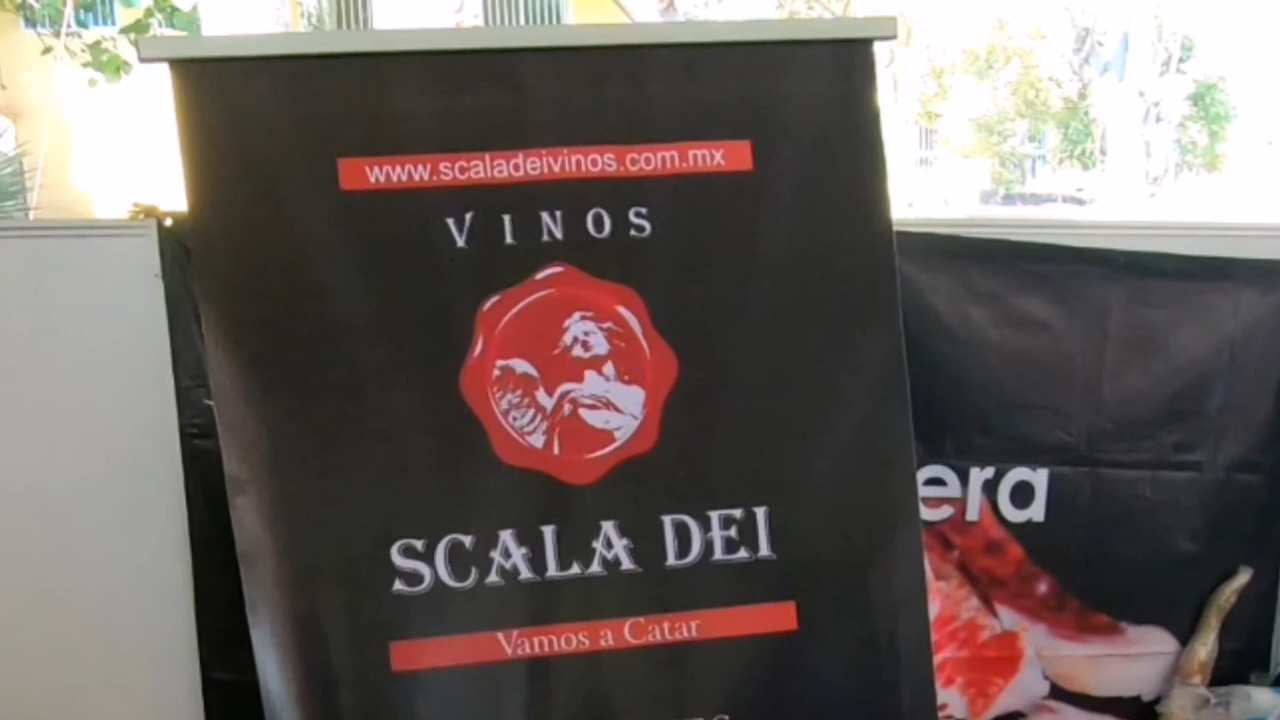 www.scaladeivinos.com.mx
VINOS
SCALA DEI
Vamos a Catar
era